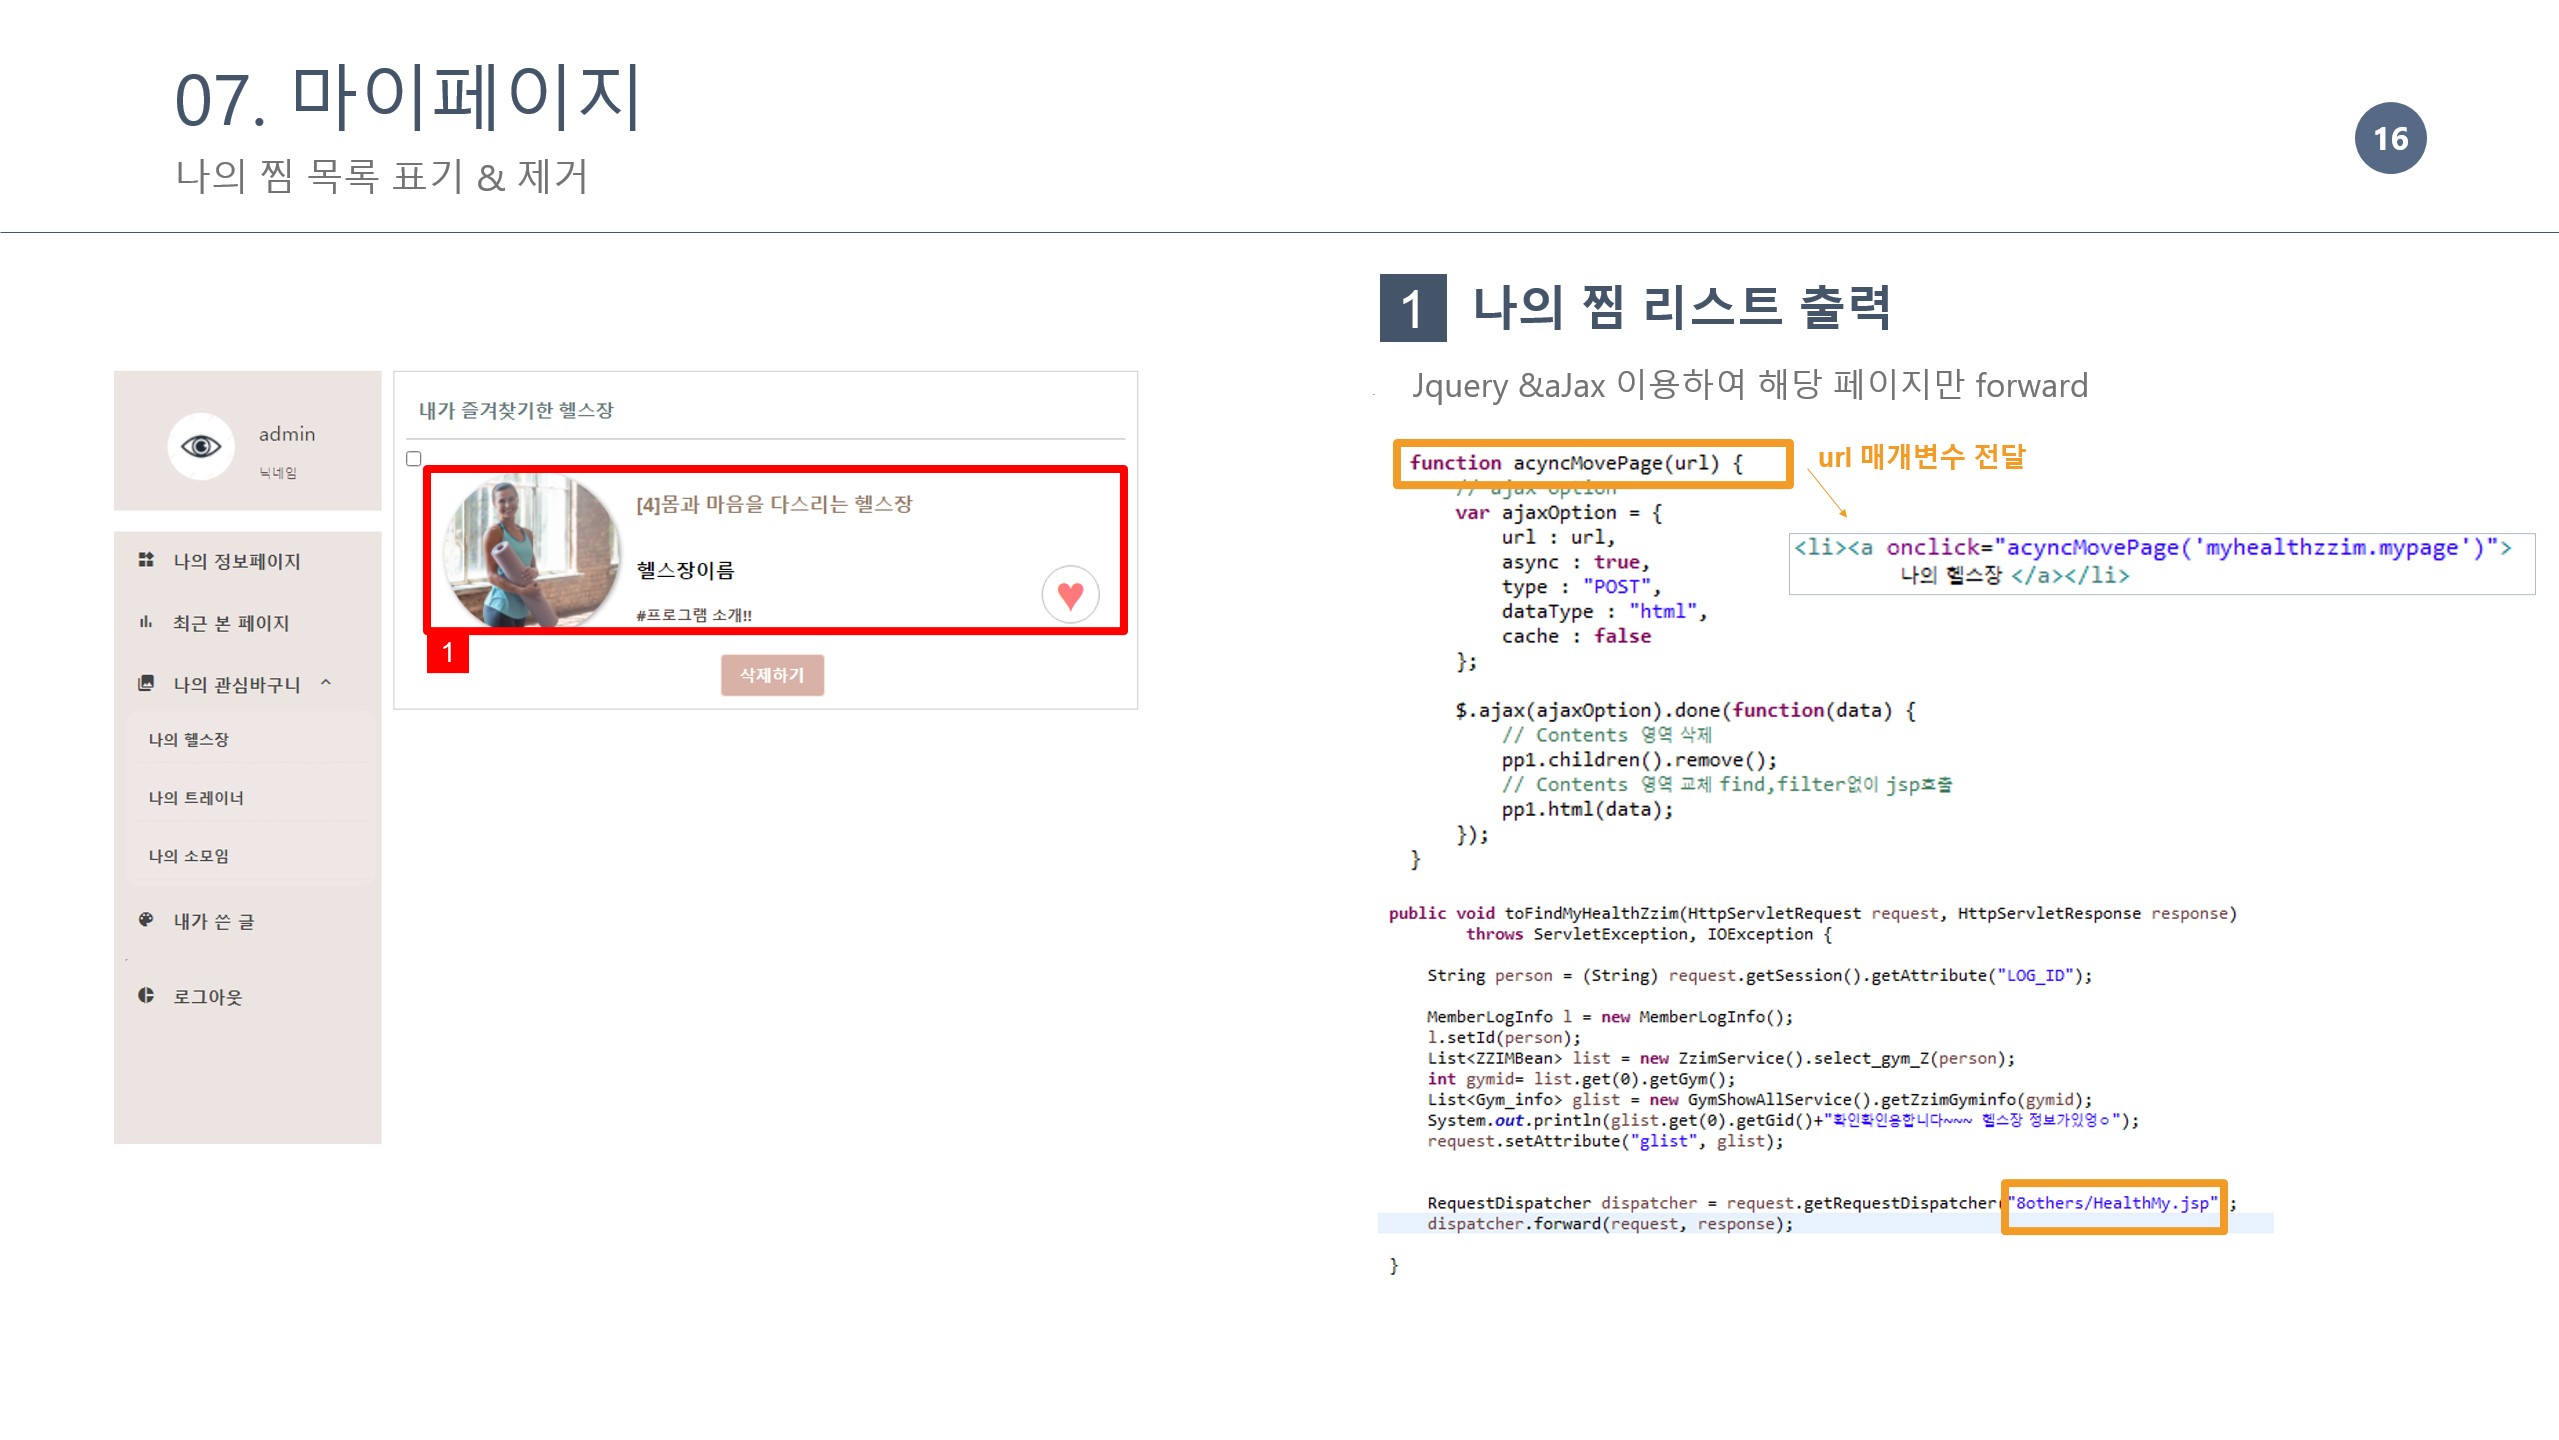 07. 마이페이지
나의 찜 목록 표기 & 제거
16
admin
닉네임
나의 정보페이지
최근 본 페이지
나의 관심바구니
나의 헬스장
나의 트레이너
나의 소모임
내가 쓴 글
로그아웃
내가 즐겨찾기한 헬스장
[4]몸과 마음을 다스리는 헬스장
헬스장이름
#프로그램 소개!!
1
삭제하기
1 나의 찜 리스트 출력
Jquery &aJax 이용하여 해당 페이지만 forward
url 매개변수 전달
<li><a onclick="acyncMovePage('myhealthzzim.mypage')">
나의 헬스장 </a></li>
function acyncMovePage(url) {
// ajax option
var ajaxOption = {
url : url,
async : true,
type : "POST",
dataType : "html",
cache : false
};
$.ajax(ajaxOption).done(function(data) {
// Contents 영역 삭제
pp1.children().remove();
// Contents 영역 교체 find,filter없이 jsp호출
pp1.html(data);
});
}
public void toFindMyHealthZzim(HttpServletRequest request, HttpServletResponse response)
throws ServletException, IOException {
String person = (String) request.getSession().getAttribute("LOG_ID");
MemberLogInfo l = new MemberLogInfo();
l.setId(person);
List<ZZIMBean> list = new ZzimService().select_gym_Z(person);
int gymid= list.get(0).getGym();
List<Gym_info> glist = new GymShowAllService().getZzimGyminfo(gymid);
System.out.println(glist.get(0).getGid()+"확인확인용합니다~~~ 헬스장 정보가있엉ㅇ");
request.setAttribute("glist", glist);
RequestDispatcher dispatcher = request.getRequestDispatcher("8others/HealthMy.jsp");
dispatcher.forward(request, response);
}